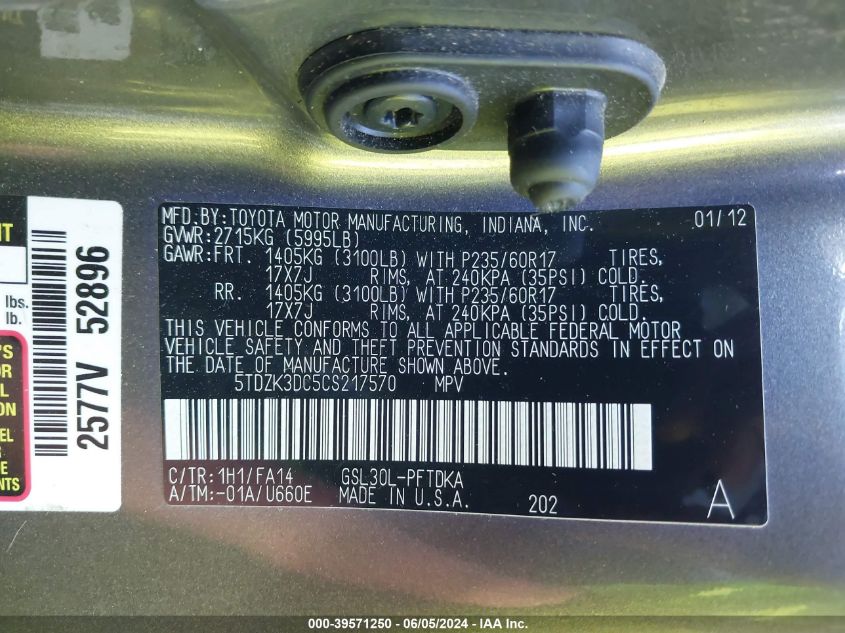 MFD.BY:TOYOTA MOTOR MANUFACTURING, INDIANA, INC. 01/12
GVWR:2715KG (5995LB)
GAWR:FRT. 1405KG (3100LB) WITH P235/60R17 TIRES,
17X7J RIMS, AT 240KPA (35PSI) COLD.
RR. 1405KG (3100LB) WITH P235/60R17 TIRES,
17X7J RIMS, AT 240KPA (35PSI) COLD.
THIS VEHICLE CONFORMS TO ALL APPLICABLE FEDERAL MOTOR
VEHICLE SAFETY AND THEFT PREVENTION STANDARDS IN EFFECT ON
THE DATE OF MANUFACTURE SHOWN ABOVE.
5TDZK3DC5CS217570 MPV
C/TR:1H1/FA14 GSL30L-PFTDKA
A/TM:-01A/U660E MADE IN U.S.A. 202 A
2577V 52896
NT
lbs.
lb.
'S
OR
L
EL
R
E
NTS
000-39571250 - 06/05/2024 - IAA Inc.